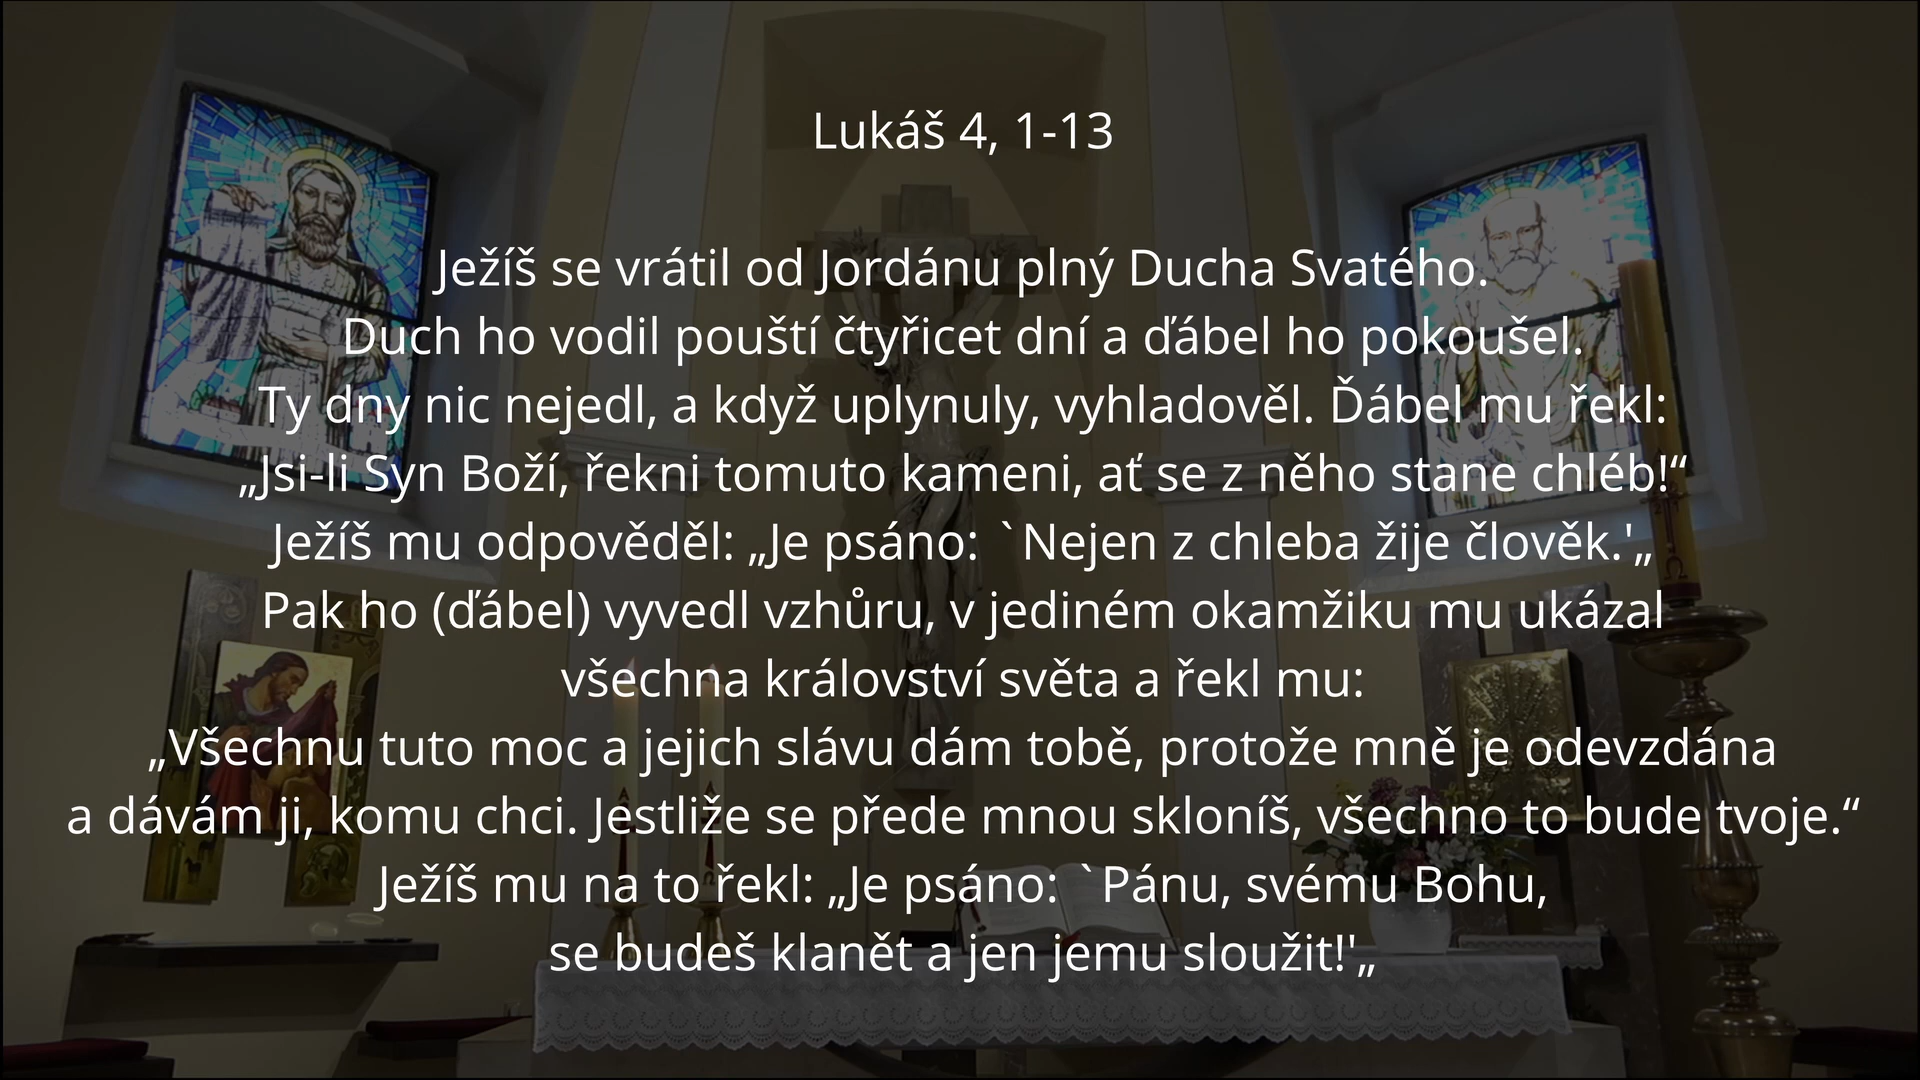 Lukáš 4, 1-13
Ježíš se vrátil od Jordánu plný Ducha Svatého.
Duch ho vodil pouští čtyřicet dní a ďábel ho pokoušel.
Ty dny nic nejedl, a když uplynuly, vyhladověl. Ďábel mu řekl:
„Jsi-li Syn Boží, řekni tomuto kameni, ať se z něho stane chléb!“
Ježíš mu odpověděl: „Je psáno: `Nejen z chleba žije člověk.'„
Pak ho (ďábel) vyvedl vzhůru, v jediném okamžiku mu ukázal
všechna království světa a řekl mu:
„Všechnu tuto moc a jejich slávu dám tobě, protože mně je odevzdána
a dávám ji, komu chci. Jestliže se přede mnou skloníš, všechno to bude tvoje.“
Ježíš mu na to řekl: „Je psáno: `Pánu, svému Bohu,
se budeš klanět a jen jemu sloužit!'„